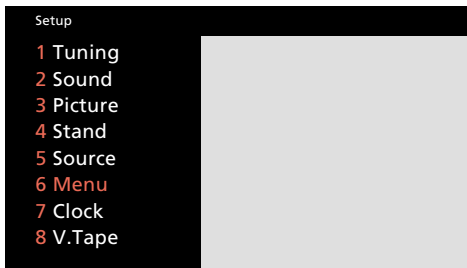 Setup
1 Tuning
2 Sound
3 Picture
4 Stand
5 Source
6 Menu
7 Clock
8 V.Tape